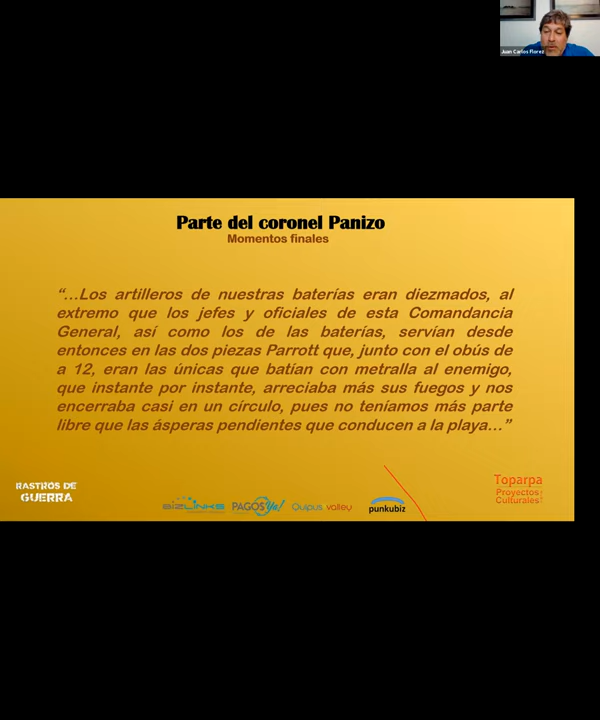 Juan Carlos Florez
Parte del coronel Panizo
Momentos finales
“...Los artilleros de nuestras baterías eran diezmados, al
extremo que los jefes y oficiales de esta Comandancia
General, así como los de las baterías, servían desde
entonces en las dos piezas Parrott que, junto con el obús de
a 12, eran las únicas que batían con metralla al enemigo,
que instante por instante, arreciaba más sus fuegos y nos
encerraba casi en un círculo, pues no teníamos más parte
libre que las ásperas pendientes que conducen a la playa...”
RASTROS DE
GUERRA
BIZLINKS
PAGOS Ya!
Quipus valley
punkubiz
Toparpa
Proyectos
Culturales